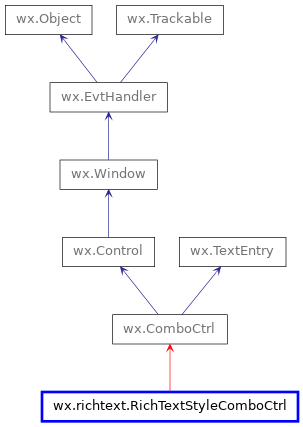 wx.Object
wx.Trackable
wx.EvtHandler
wx.Window
wx.Control
wx.TextEntry
wx.ComboCtrl
wx.richtext.RichTextStyleComboCtrl